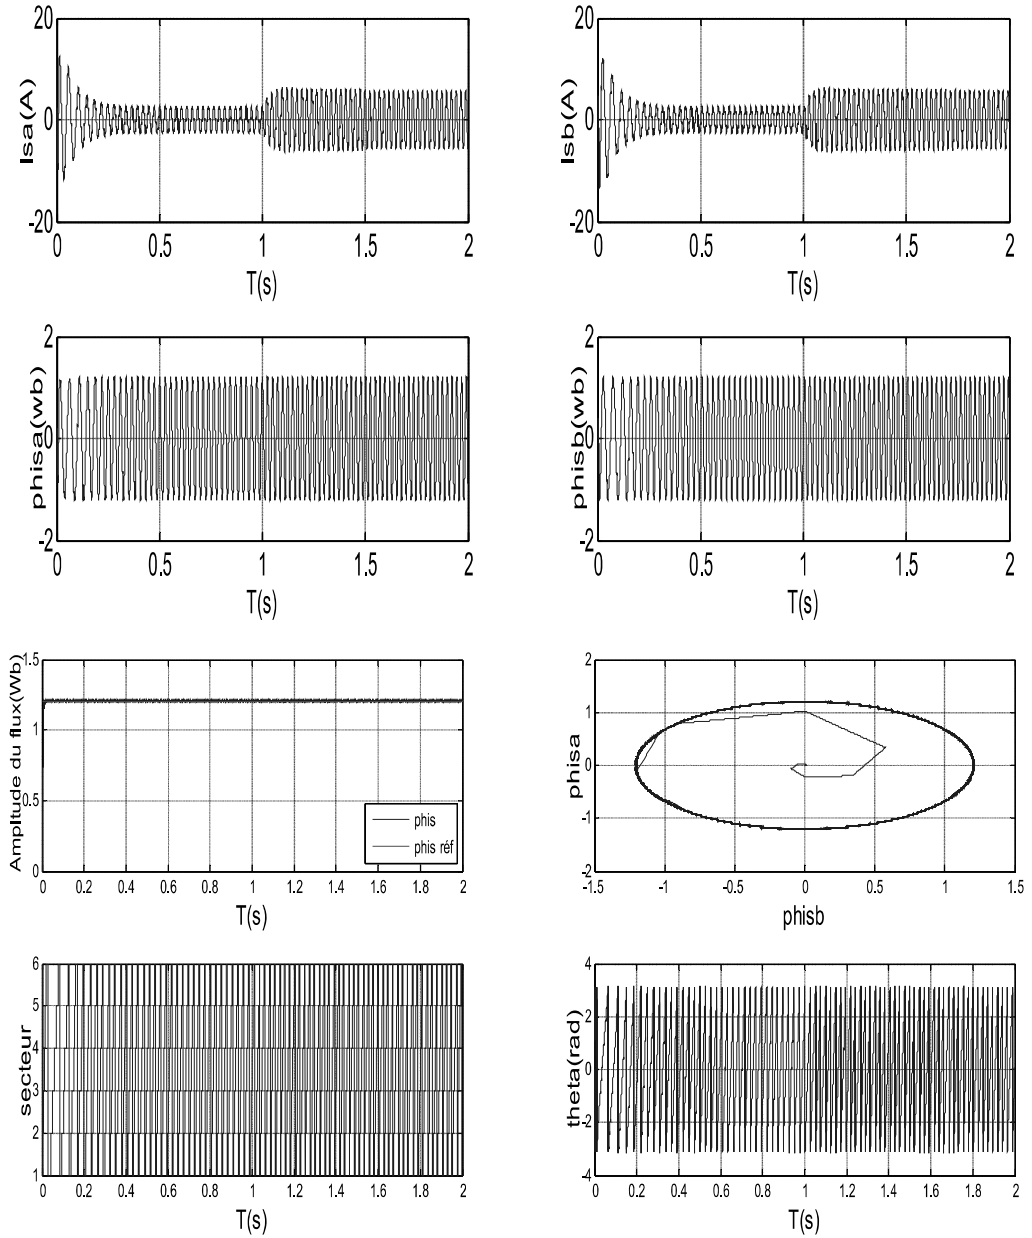 20
0
-20
Isa(A)
0 0.5 1 1.5 2
T(s)
20
0
-20
Isb(A)
0 0.5 1 1.5 2
T(s)
2
0
-2
phisa(wb)
0 0.5 1 1.5 2
T(s)
2
0
-2
phisb(wb)
0 0.5 1 1.5 2
T(s)
1.5
1
0.5
0
Ampltude du flux(Wb)
phis
phis réf
0 0.2 0.4 0.6 0.8 1 1.2 1.4 1.6 1.8 2
T(s)
2
1
0
-1
-2
phisa
-1.5 -1 -0.5 0 0.5 1 1.5
phisb
6
5
4
3
2
1
secteur
0 0.2 0.4 0.6 0.8 1 1.2 1.4 1.6 1.8 2
T(s)
4
2
0
-2
-4
theta(rad)
0 0.2 0.4 0.6 0.8 1 1.2 1.4 1.6 1.8 2
T(s)